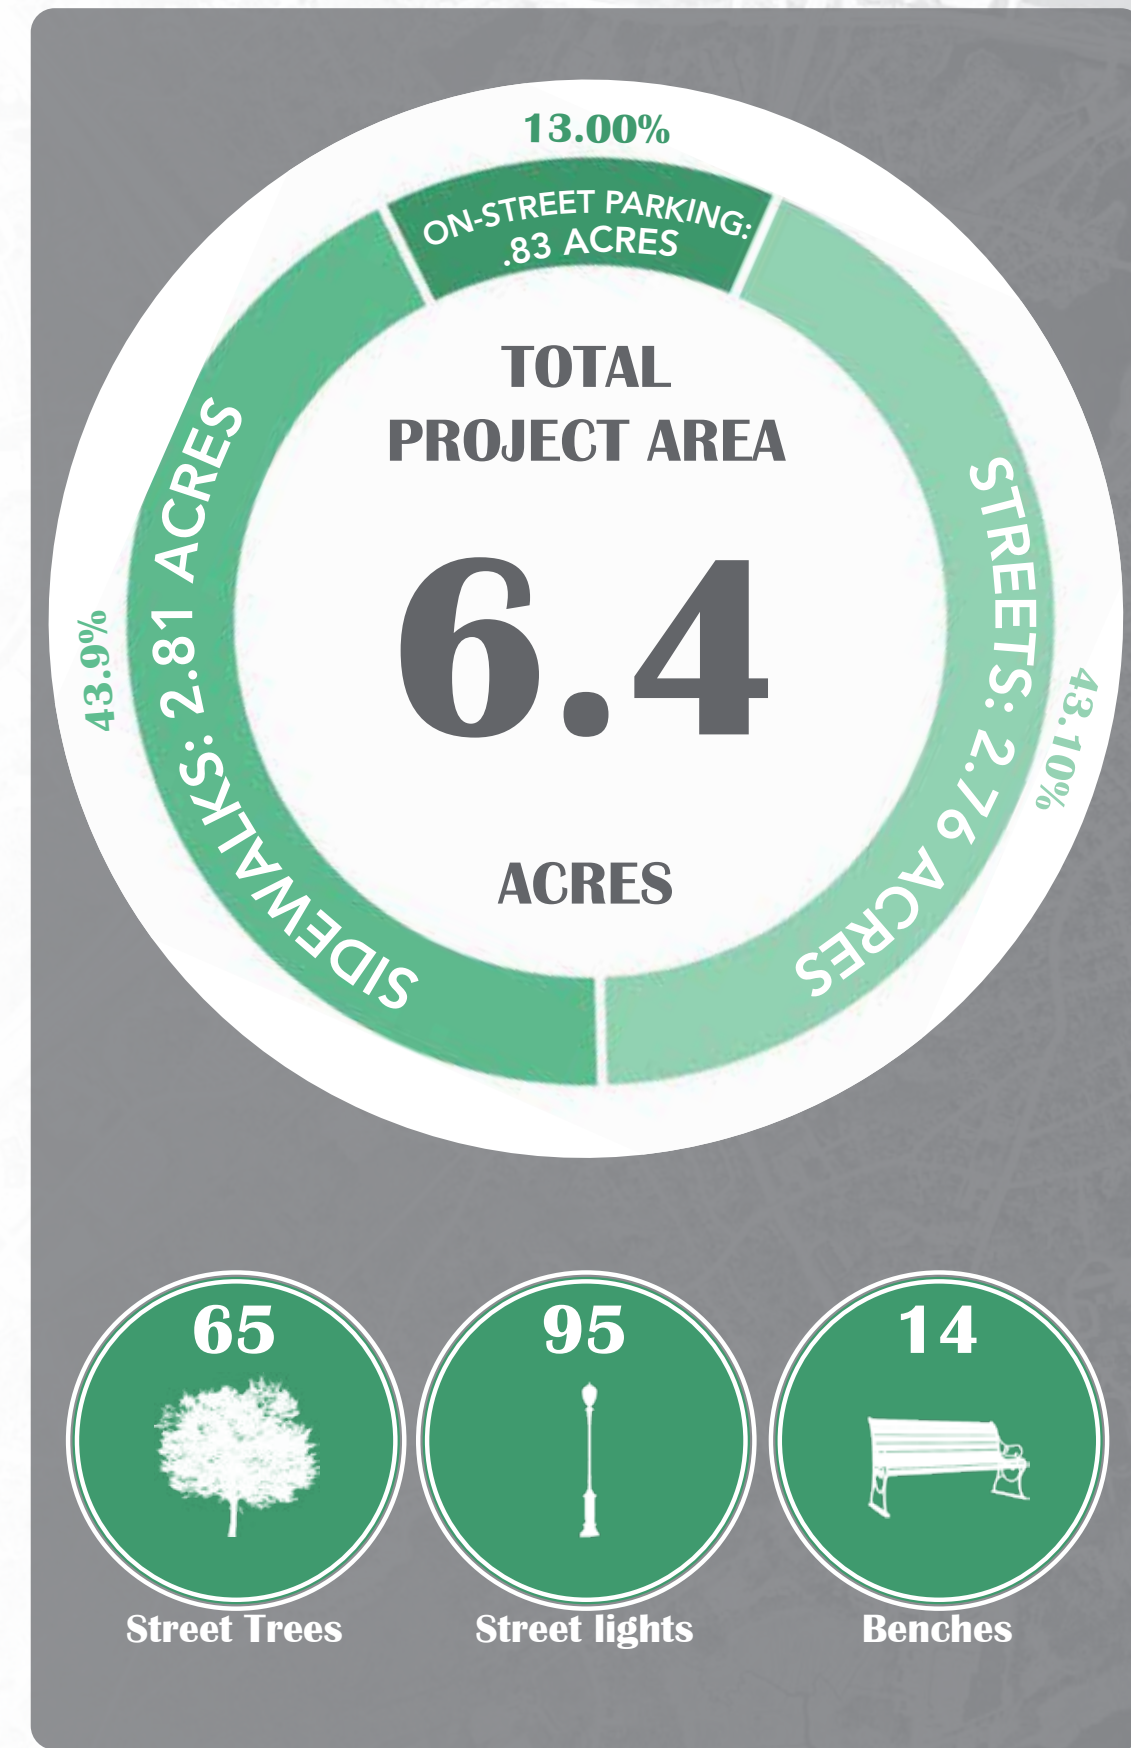 13.00%
ON-STREET PARKING:
.83 ACRES
TOTAL
PROJECT AREA
6.4
ACRES
SIDEWALKS: 2.81 ACRES
43.9%
STREETS: 2.76 ACRES
43.10%
65
Street Trees
95
Street lights
14
Benches